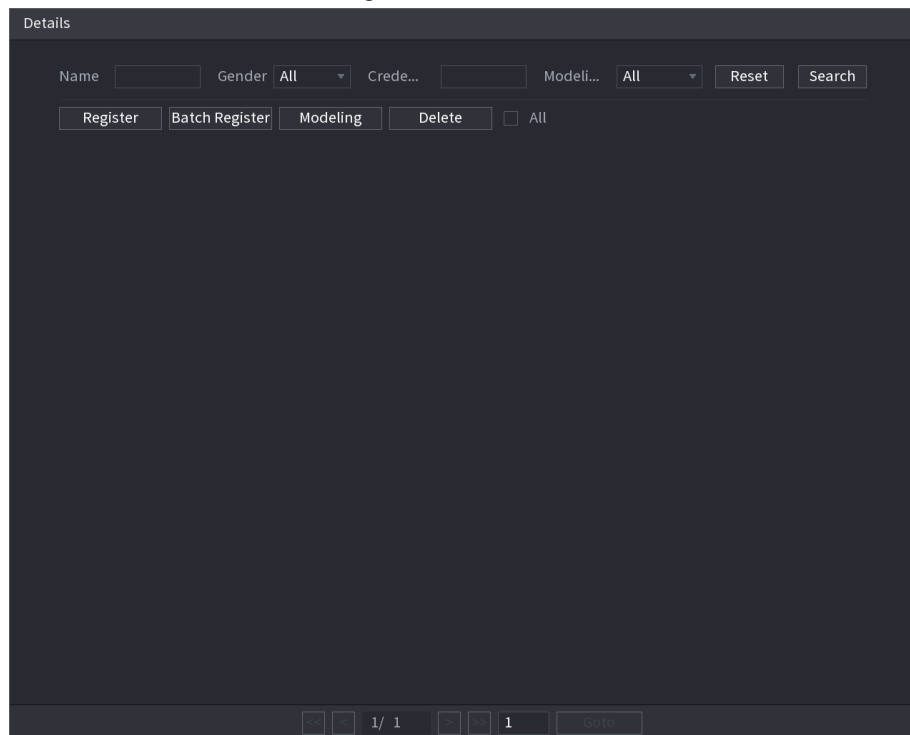 Details
Name Gender All Crede... Modeli... All Reset Search
Register Batch Register Modeling Delete All
<< < 1/ 1 > >> 1 Goto